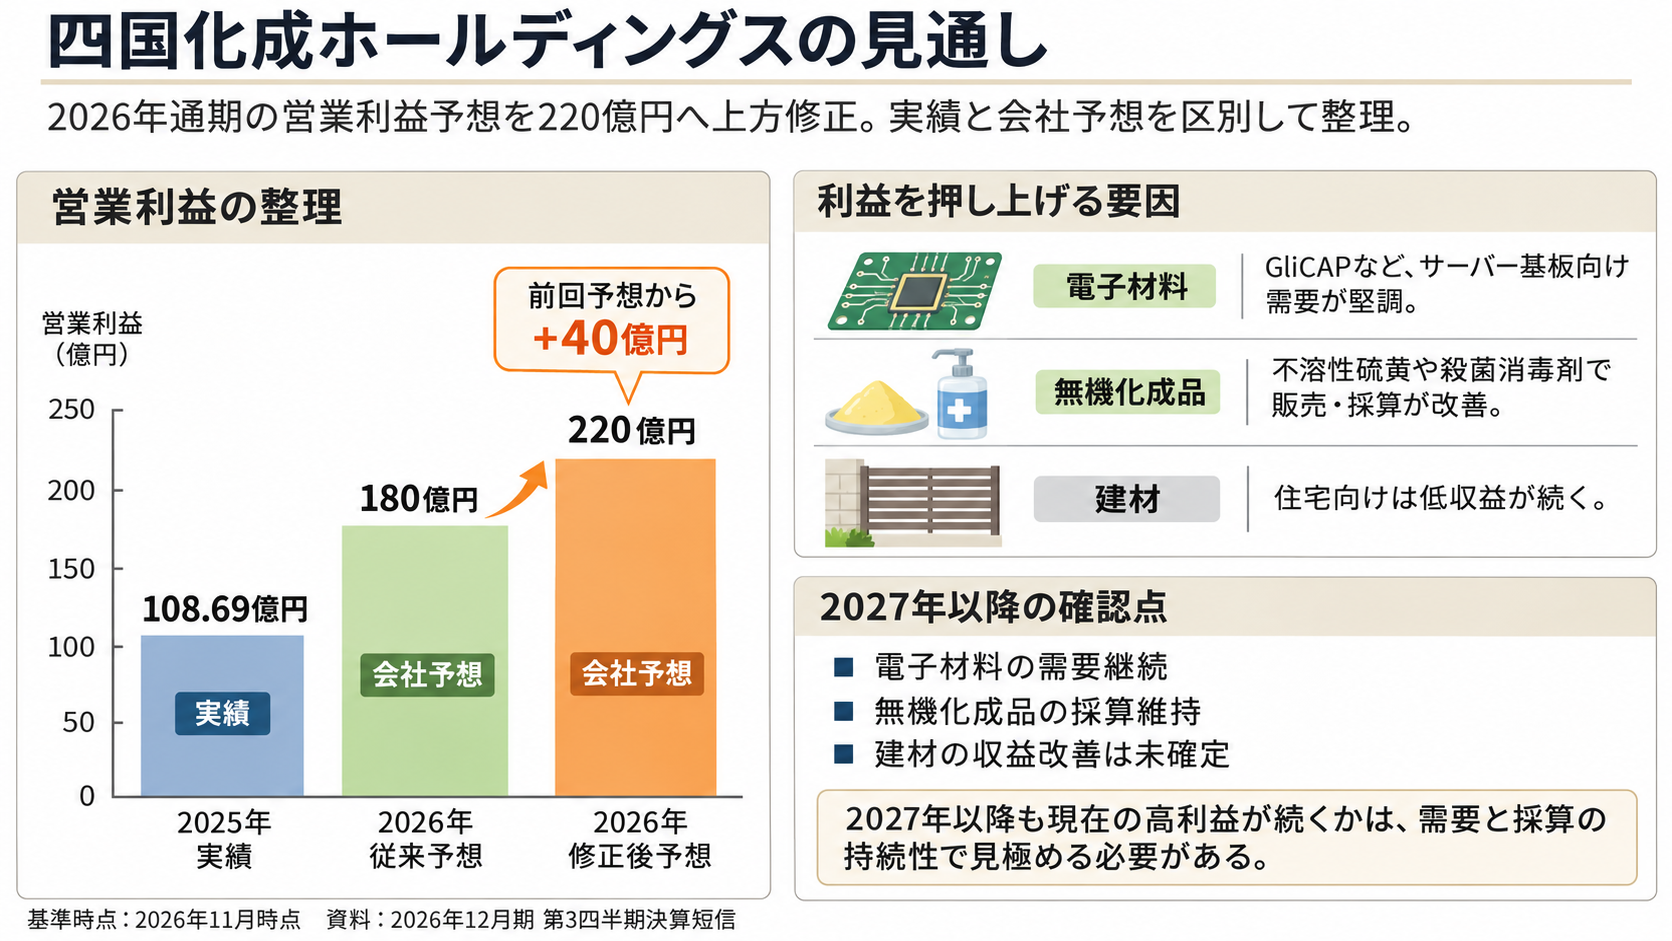 四国化成ホールディングスの見通し
2026年通期の営業利益予想を220億円へ上方修正。実績と会社予想を区別して整理。
営業利益の整理
営業利益
（億円）
前回予想から
+40億円
250
200
150
100
50
0
108.69億円
180億円
220億円
実績
会社予想
会社予想
2025年
実績
2026年
従来予想
2026年
修正後予想
利益を押し上げる要因
電子材料
GliCAPなど、サーバー基板向け
需要が堅調。
無機化成品
不溶性硫黄や殺菌消毒剤で
販売・採算が改善。
建材
住宅向けは低収益が続く。
2027年以降の確認点
■ 電子材料の需要継続
■ 無機化成品の採算維持
■ 建材の収益改善は未確定
2027年以降も現在の高利益が続くかは、需要と採算の
持続性で見極める必要がある。
基準時点：2026年11月時点　資料：2026年12月期 第3四半期決算短信